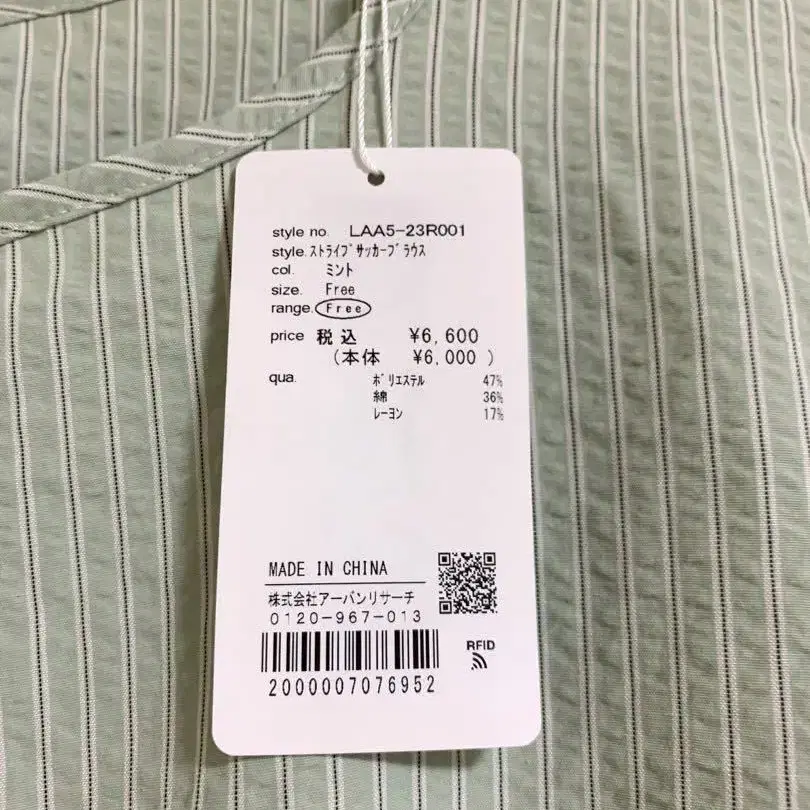 style no. LAA5-23R001
style. ｽﾄﾗｲﾌﾟｻｯｶｰﾌﾞﾗｳｽ
col. ミント
size. Free
range. Free
price 税込 ¥6,600
(本体 ¥6,000 )
qua. ﾎﾟﾘｴｽﾃﾙ 47%
綿 36%
ﾚｰﾖﾝ 17%
MADE IN CHINA
株式会社アーバンリサーチ
0120-967-013
RFID
2000007076952